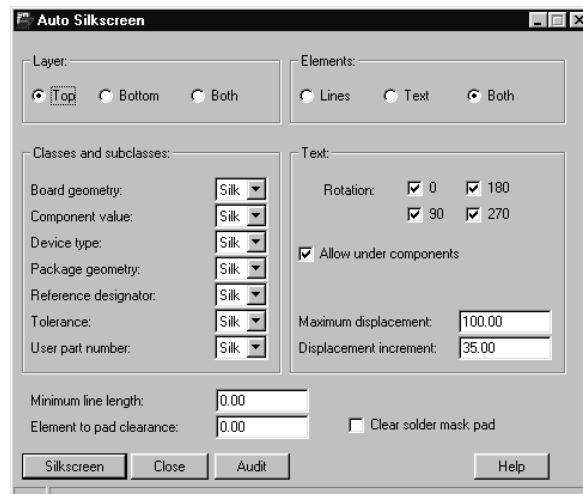 Auto Silkscreen
Layer:
Top Bottom Both
Elements:
Lines Text Both
Classes and subclasses:
Board geometry: Silk
Component value: Silk
Device type: Silk
Package geometry: Silk
Reference designator: Silk
Tolerance: Silk
User part number: Silk
Text:
Rotation: 0 180
90 270
Allow under components
Maximum displacement: 100.00
Displacement increment: 35.00
Minimum line length: 0.00
Element to pad clearance: 0.00 Clear solder mask pad
Silkscreen Close Audit Help